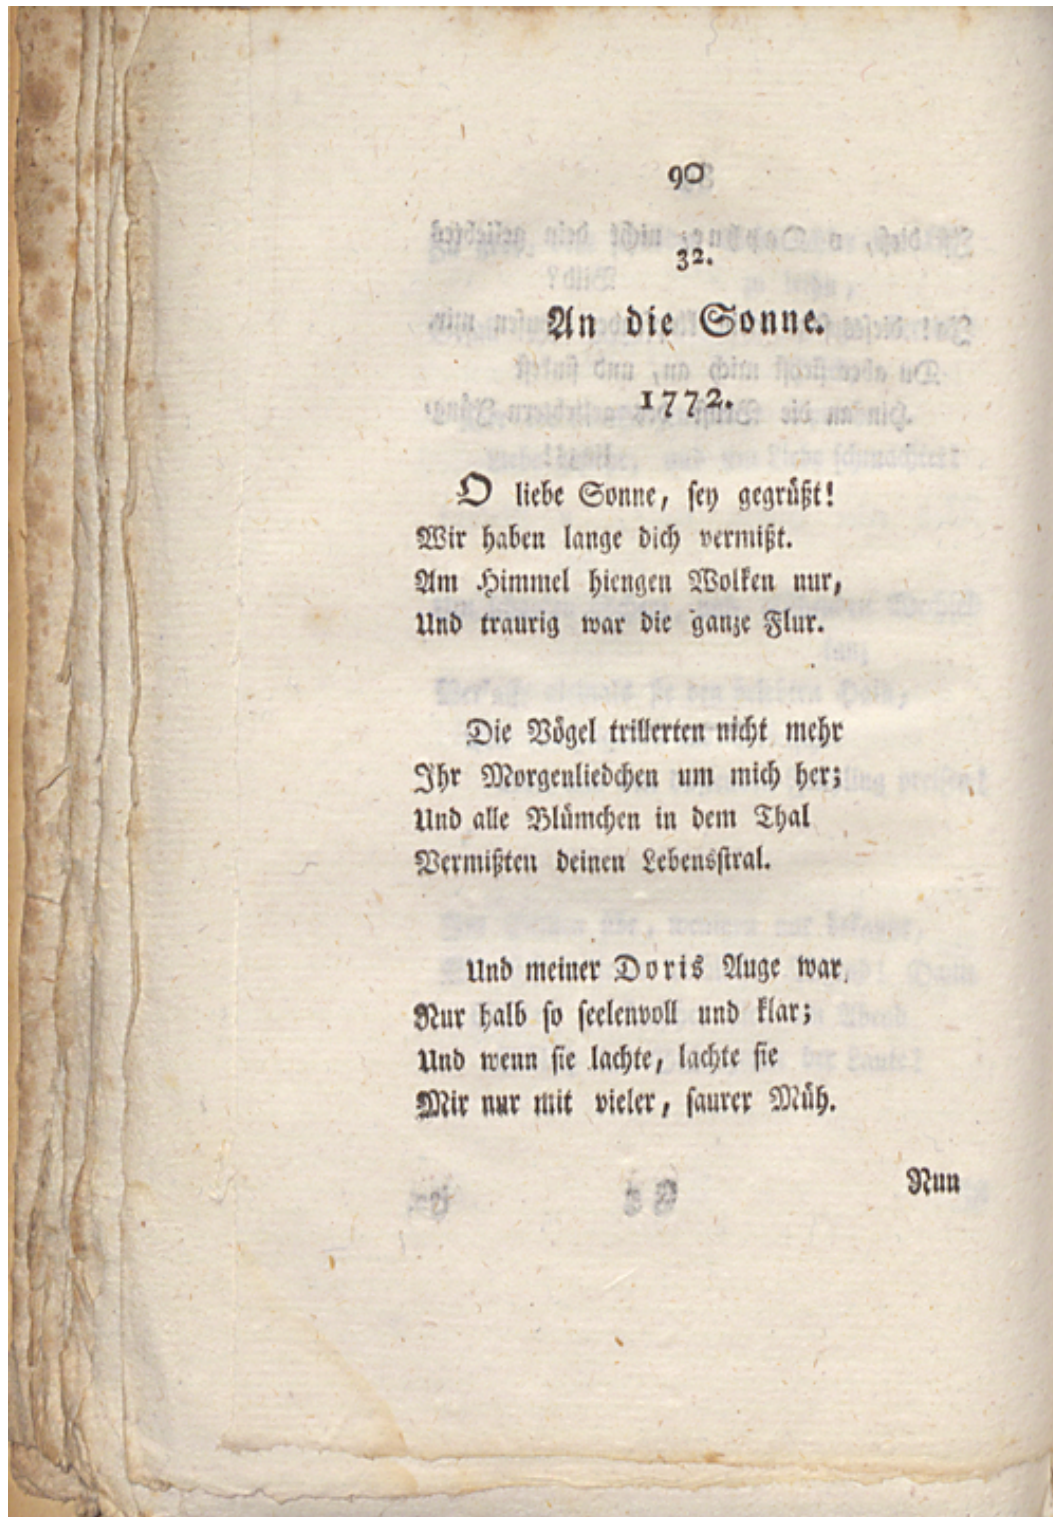 90
32.
An die Sonne.
1772.
O liebe Sonne, sey gegrüßt!
Wir haben lange dich vermißt.
Am Himmel hiengen Wolken nur,
Und traurig war die ganze Flur.
Die Vögel trillerten nicht mehr
Ihr Morgenliedchen um mich her;
Und alle Blümchen in dem Thal
Vermißten deinen Lebensstral.
Und meiner Doris Auge war,
Nur halb so seelenvoll und klar;
Und wenn sie lachte, lachte sie
Mir nur mit vieler, saurer Müh.
Nun